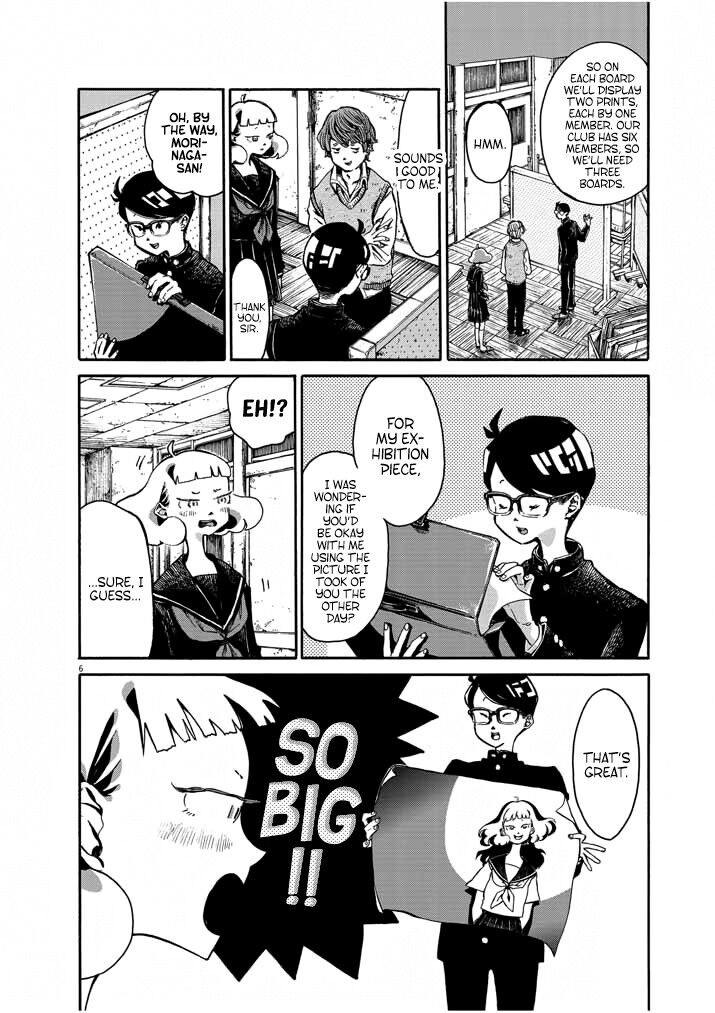 SO ON
EACH BOARD
WE'LL DISPLAY
TWO PRINTS,
EACH BY ONE
MEMBER. OUR
CLUB HAS SIX
MEMBERS, SO
WE'LL NEED
THREE
BOARDS.
HMM.
SOUNDS
I GOOD
TO ME.
THANK
YOU,
SIR.
OH, BY
THE WAY,
MORI-
NAGA-
SAN!
FOR
MY EX-
HIBITION
PIECE,
I WAS
WONDER-
ING IF
YOU'D
BE OKAY
WITH ME
USING THE
PICTURE I
TOOK OF
YOU THE
OTHER
DAY?
EH!?
...SURE, I
GUESS...
6
THAT'S
GREAT.
SO
BIG
!!